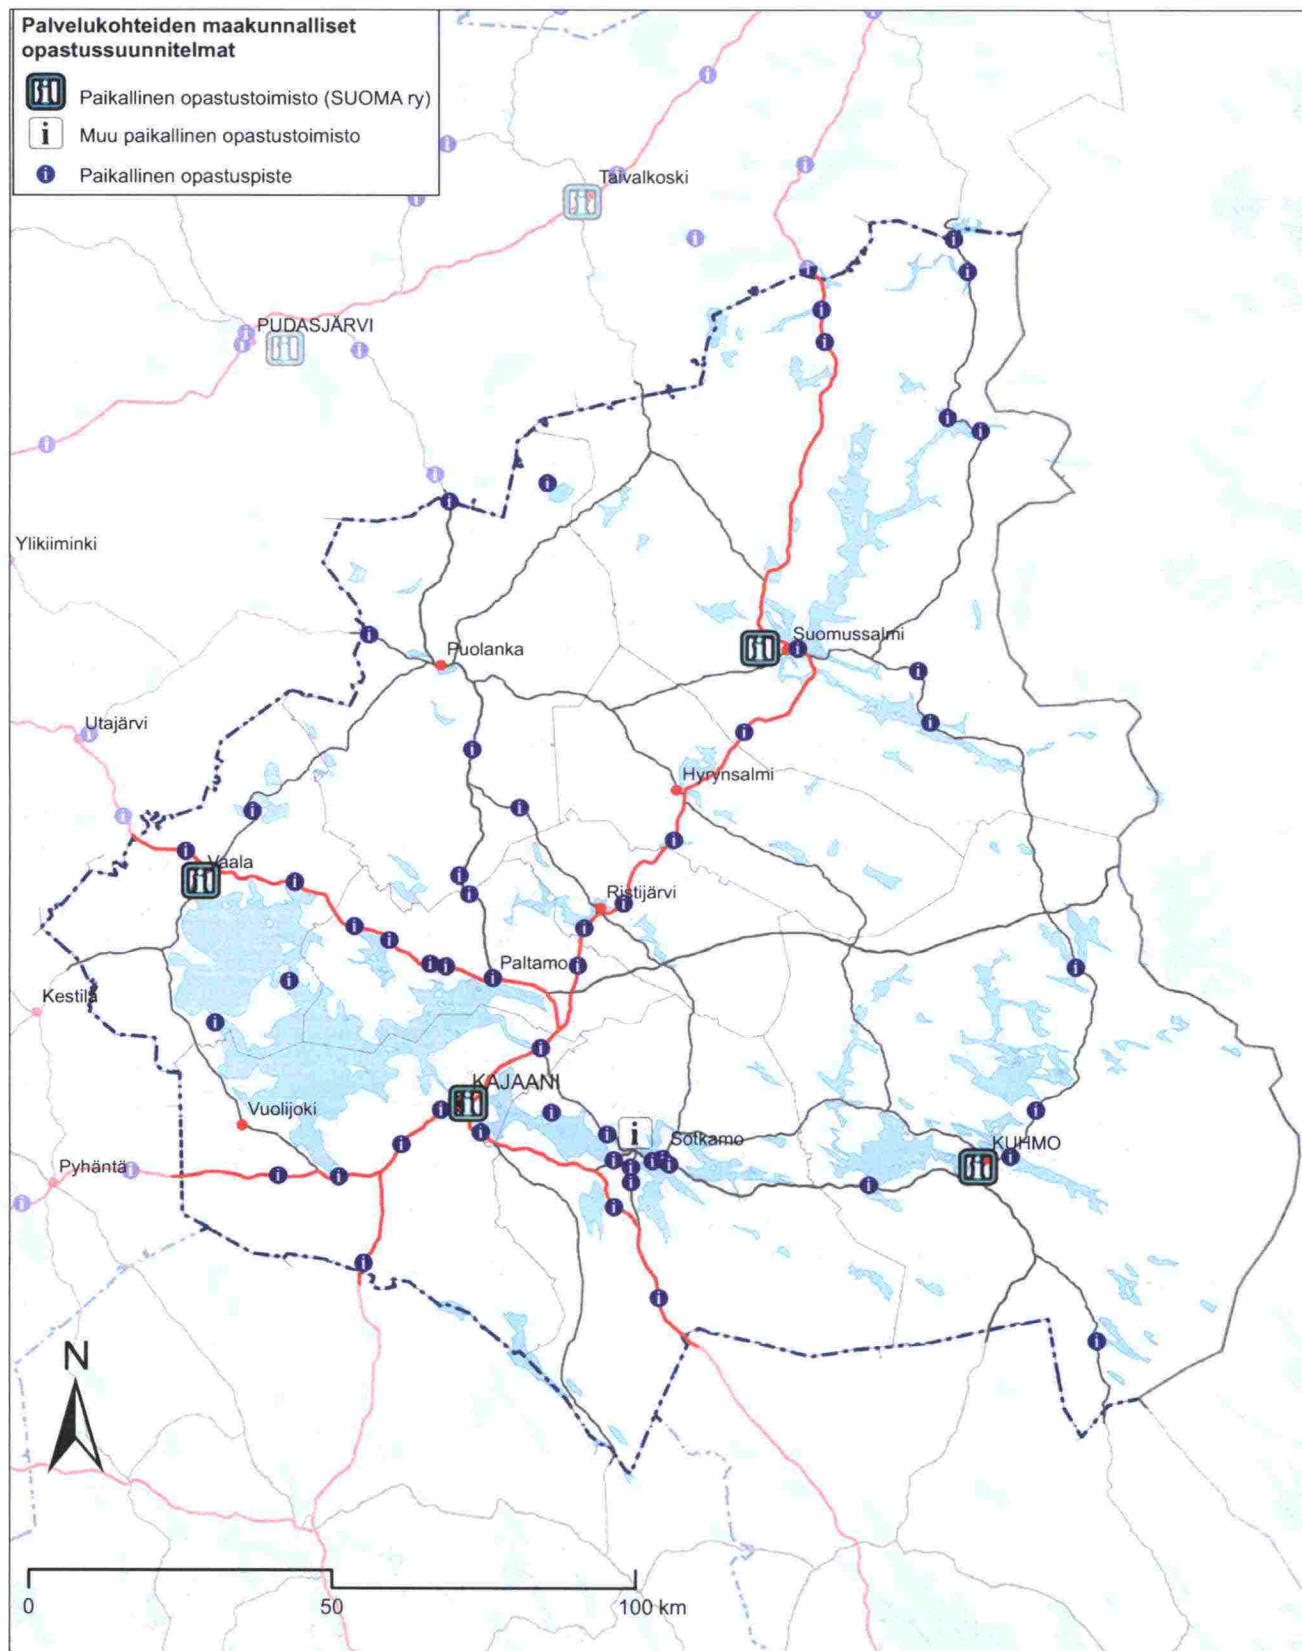 Palvelukohteiden maakunnalliset
opastussuunnitelmat
Paikallinen opastustoimisto (SUOMA ry)
i Muu paikallinen opastustoimisto
i Paikallinen opastuspiste
Taivalkoski
PUDASJÄRVI
Ylikiiminki
Suomussalmi
Puolanka
Utajärvi
Hyrynsalmi
Vaala
Ristijärvi
Paltamo
Kestilä
KAJAANI
Vuolijoki
Sotkamo
KUHMO
Pyhäntä
N
0 50 100 km